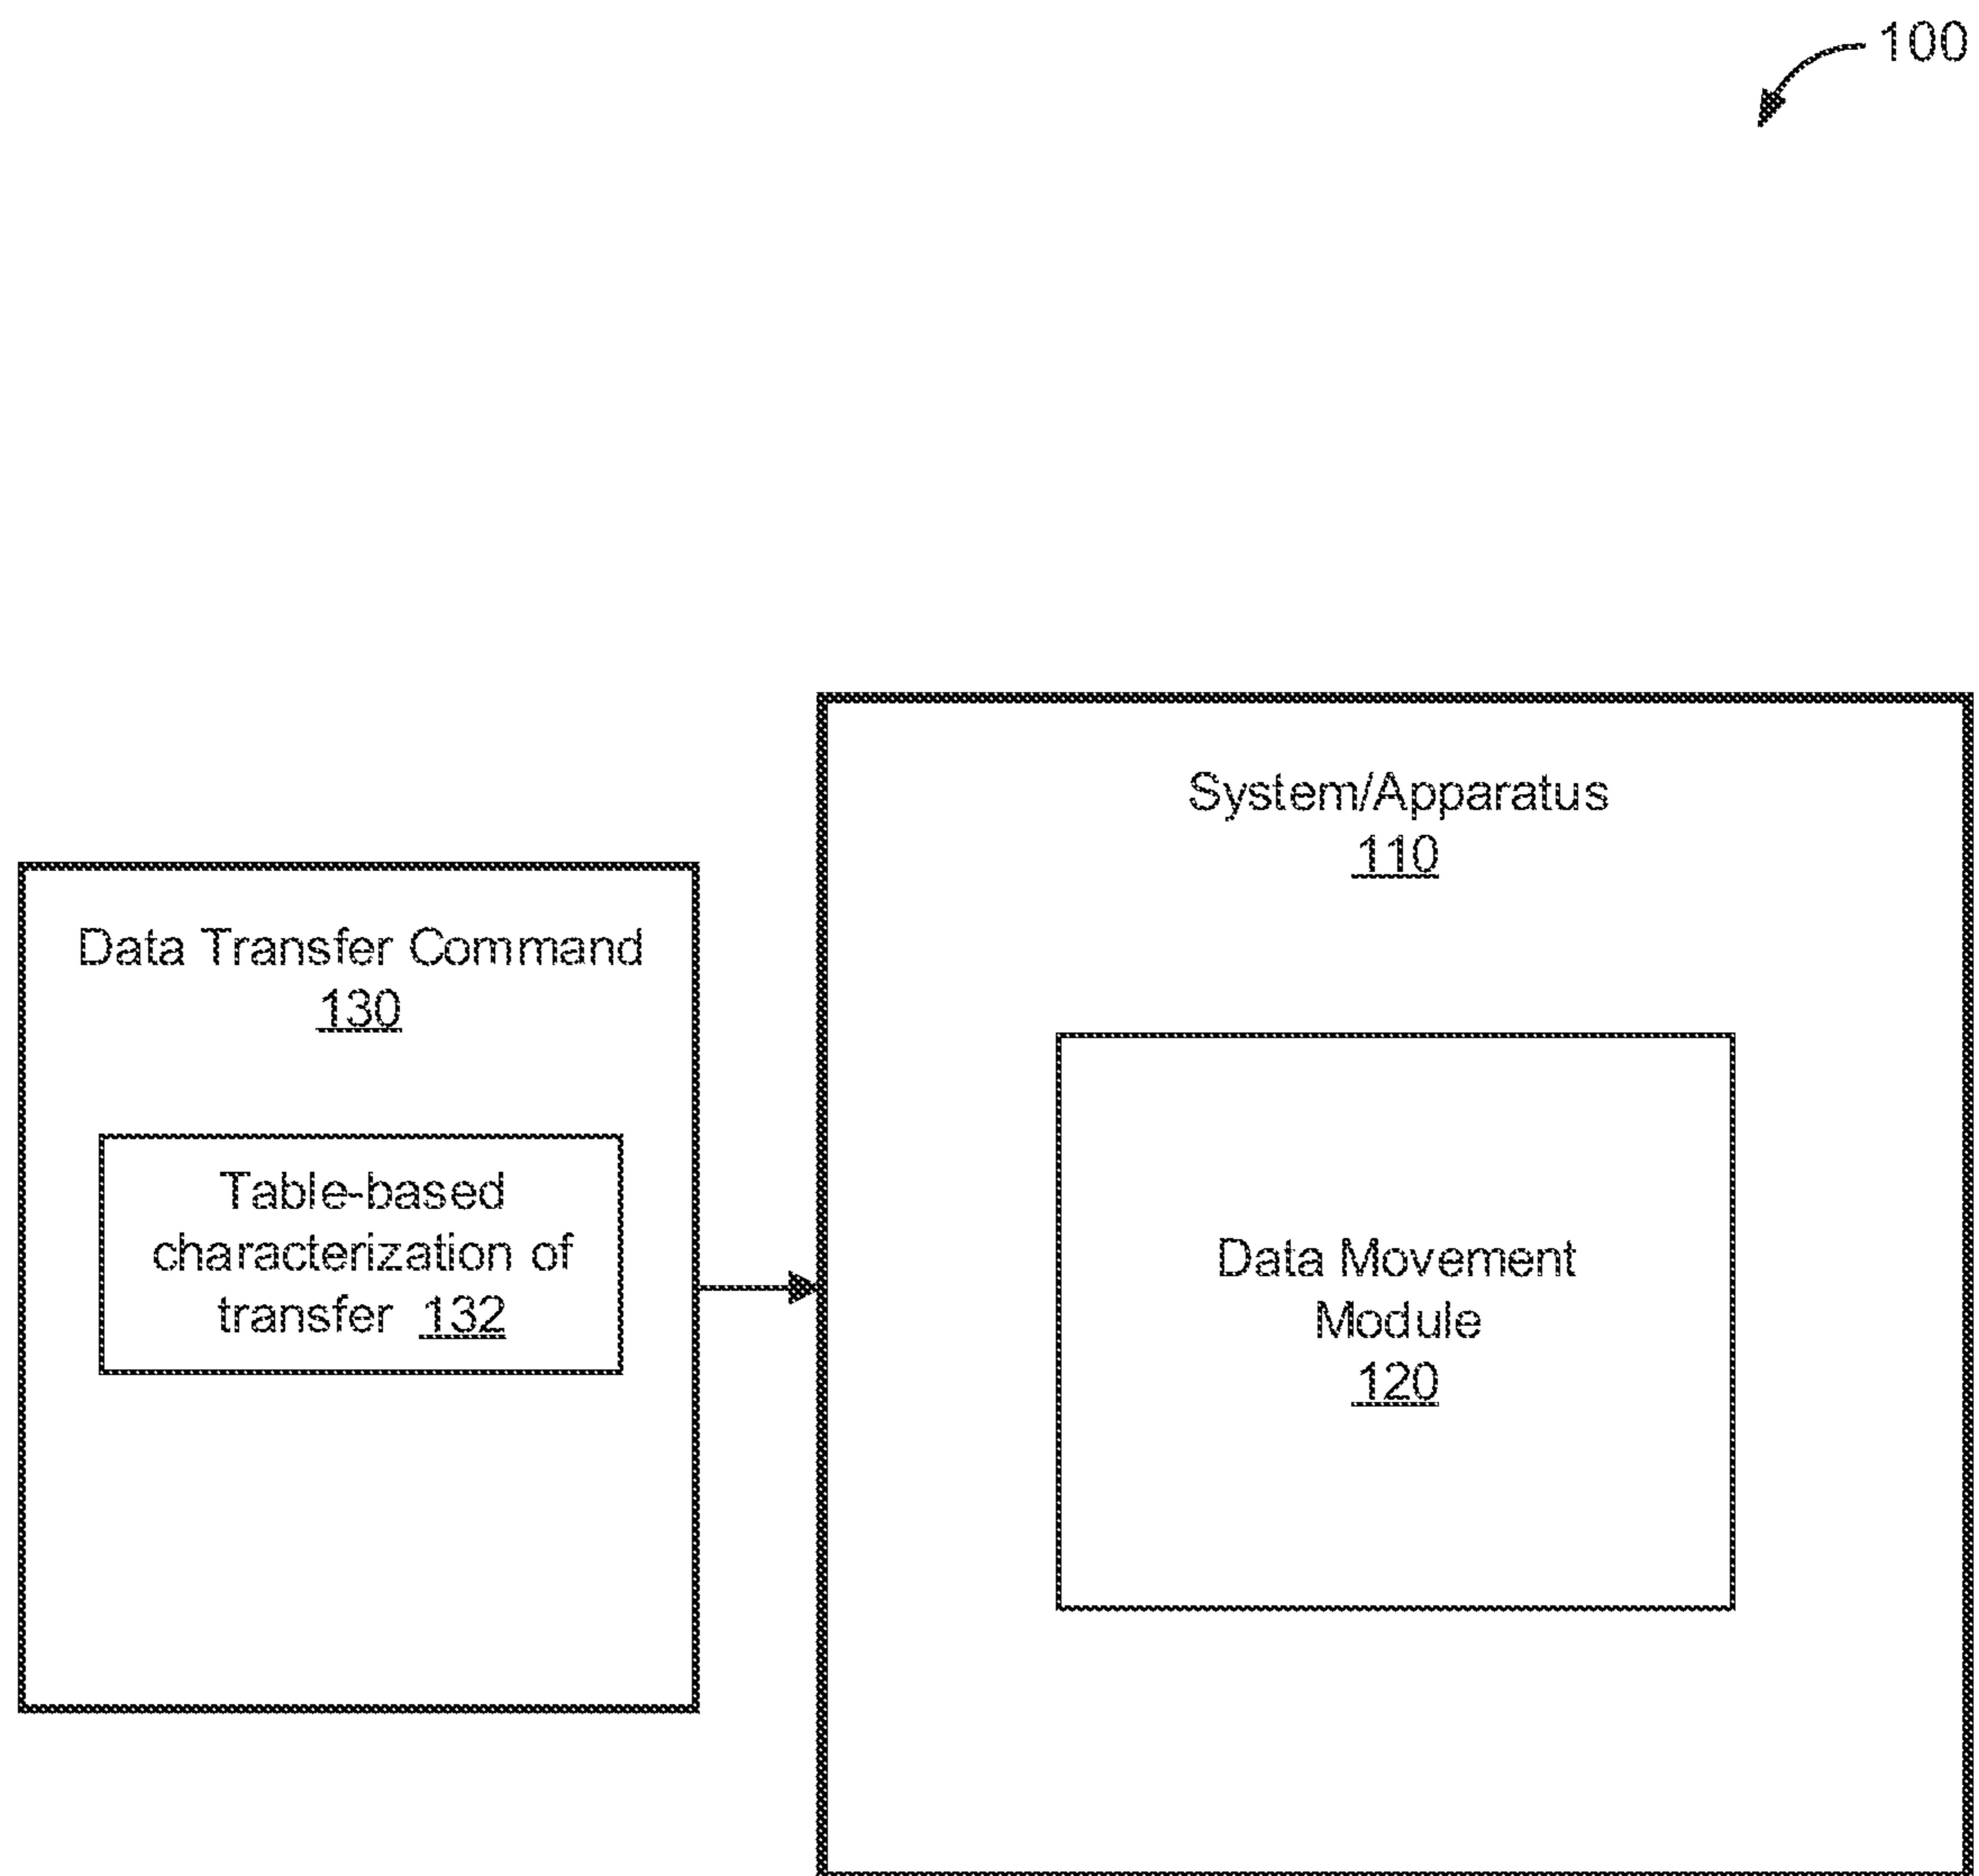 100
System/Apparatus
110
Data Transfer Command
130
Table-based
characterization of
transfer 132
Data Movement
Module
120